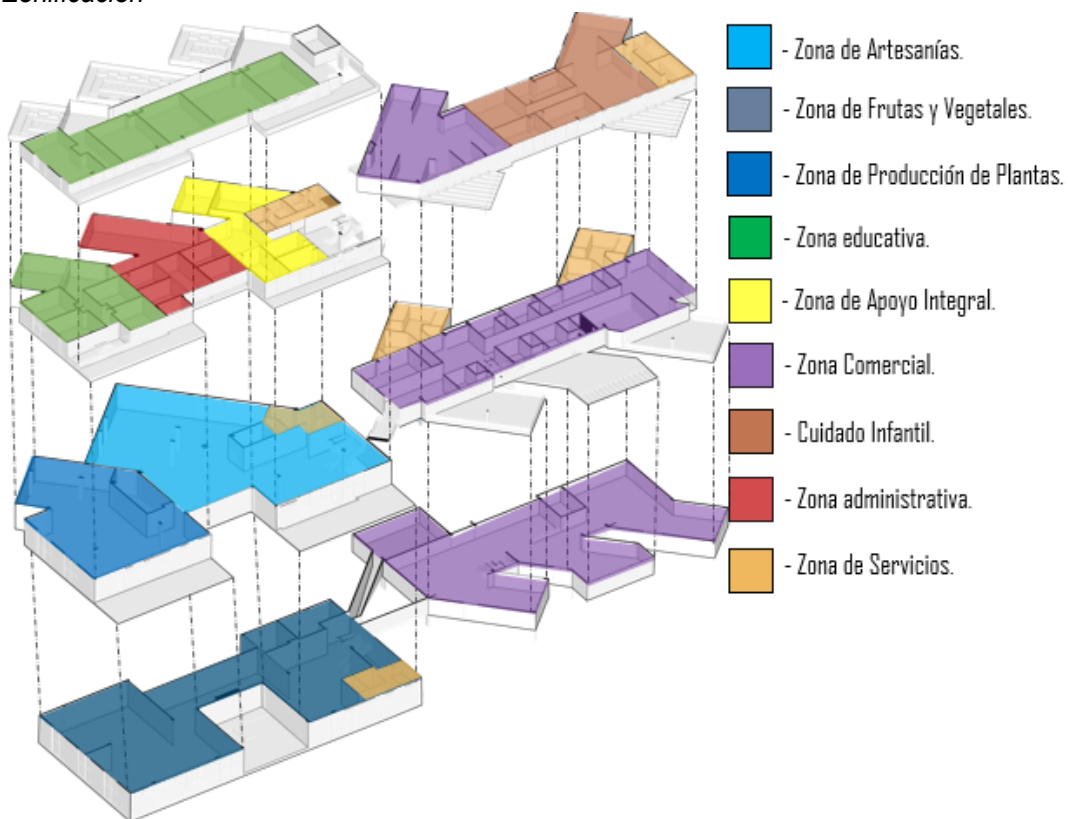 Zonificación
- Zona de Artesanías.
- Zona de Frutas y Vegetales.
- Zona de Producción de Plantas.
- Zona educativa.
- Zona de Apoyo Integral.
- Zona Comercial.
- Cuidado Infantil.
- Zona administrativa.
- Zona de Servicios.